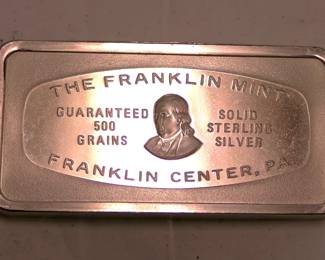 THE FRANKLIN MINT
GUARANTEED
500
GRAINS
SOLID
STERLING
SILVER
FRANKLIN CENTER, PA.